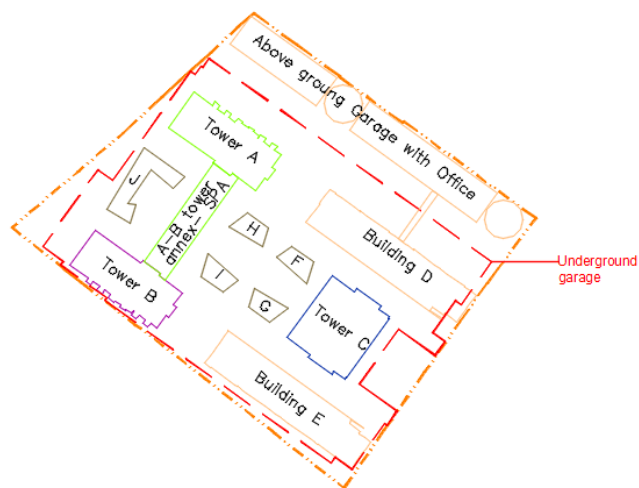 Above groung Garage with Office
Tower A
J
A-B tower
annex- SPA
H
F
Building D
Underground
garage
Tower B
I
G
Tower C
Building E